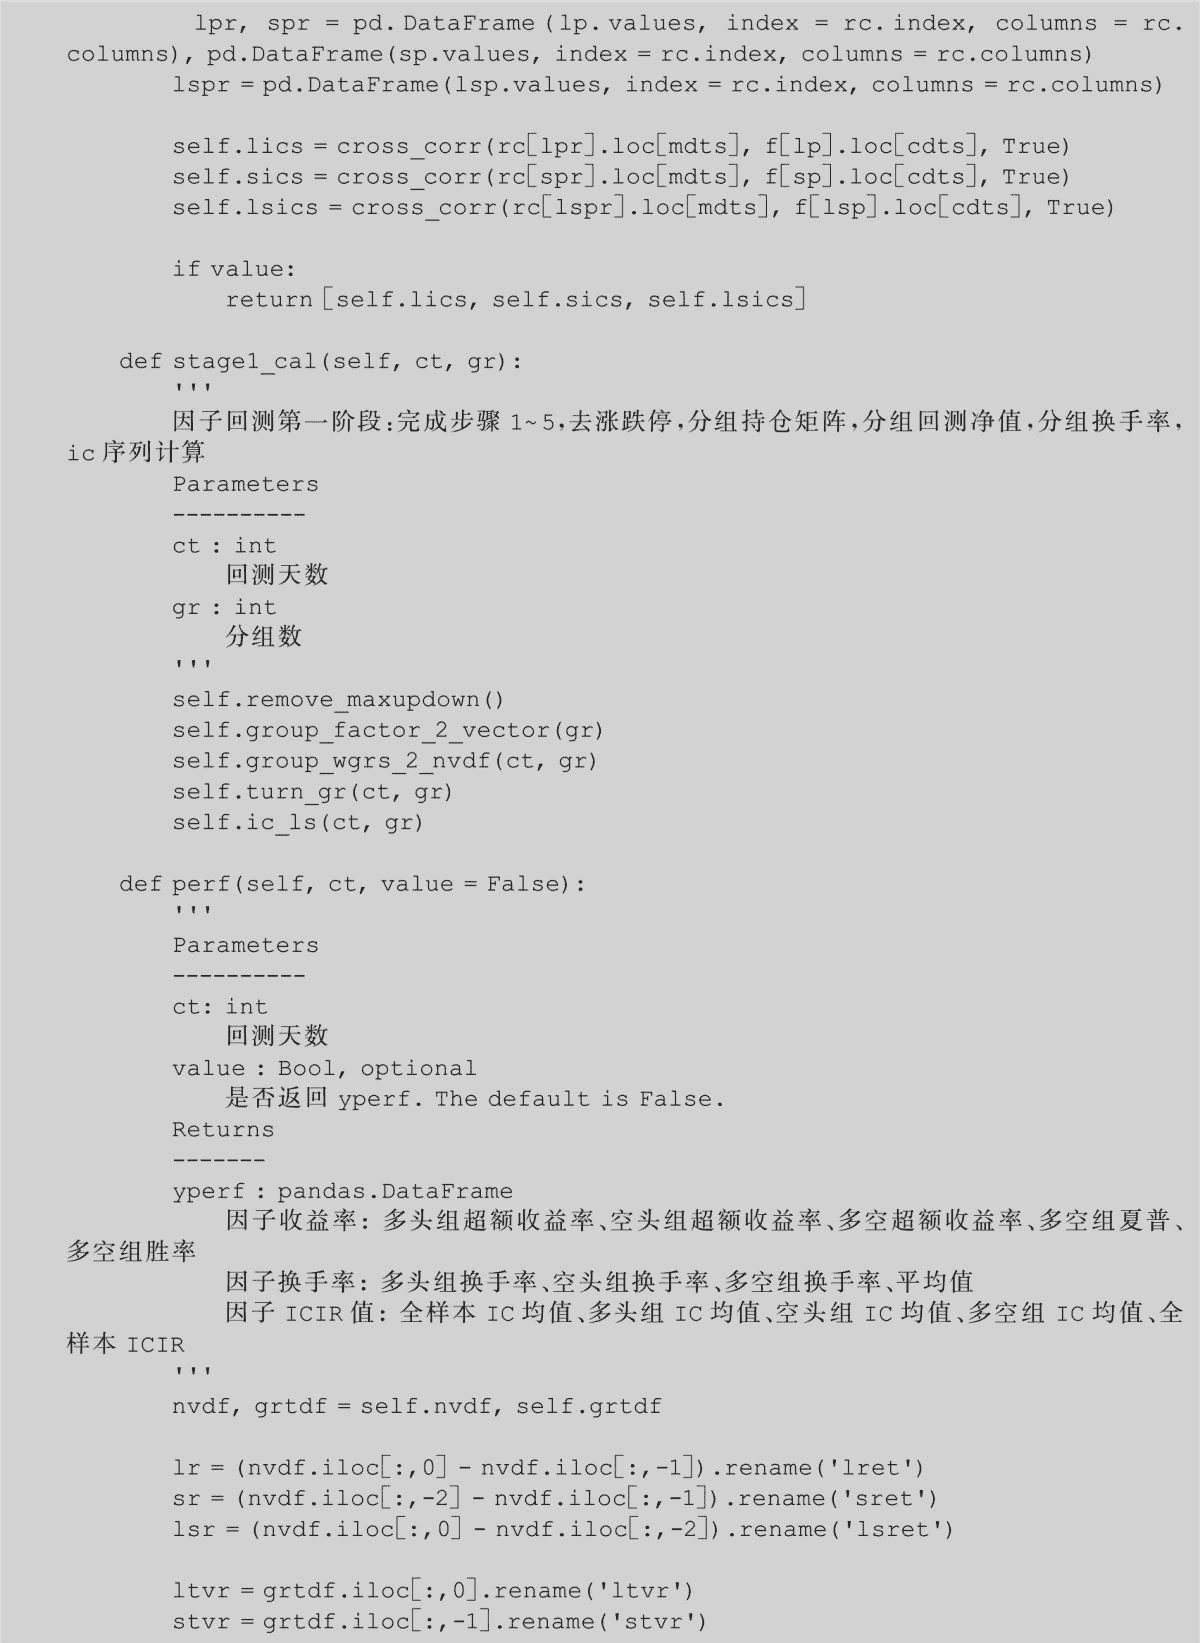 lpr, spr = pd.DataFrame(lp.values, index = rc.index, columns = rc.
columns), pd.DataFrame(sp.values, index = rc.index, columns = rc.columns)
lspr = pd.DataFrame(lsp.values, index = rc.index, columns = rc.columns)
self.lics = cross_corr(rc[lpr].loc[mdts], f[lp].loc[cdts], True)
self.sics = cross_corr(rc[spr].loc[mdts], f[sp].loc[cdts], True)
self.lsics = cross_corr(rc[lspr].loc[mdts], f[lsp].loc[cdts], True)
if value:
return [self.lics, self.sics, self.lsics]
def stage1_cal(self, ct, gr):
'''
因子回测第一阶段:完成步骤 1~5,去涨跌停,分组持仓矩阵,分组回测净值,分组换手率,
ic 序列计算
Parameters
----------
ct : int
回测天数
gr : int
分组数
'''
self.remove_maxupdown()
self.group_factor_2_vector(gr)
self.group_wgrs_2_nvdf(ct, gr)
self.turn_gr(ct, gr)
self.ic_ls(ct, gr)
def perf(self, ct, value = False):
'''
Parameters
----------
ct: int
回测天数
value : Bool, optional
是否返回 yperf. The default is False.
Returns
-------
yperf : pandas.DataFrame
因子收益率: 多头组超额收益率、空头组超额收益率、多空超额收益率、多空组夏普、
多空组胜率
因子换手率: 多头组换手率、空头组换手率、多空组换手率、平均值
因子 ICIR 值: 全样本 IC 均值、多头组 IC 均值、空头组 IC 均值、多空组 IC 均值、全
样本 ICIR
'''
nvdf, grtdf = self.nvdf, self.grtdf
lr = (nvdf.iloc[:,0] - nvdf.iloc[:,-1]).rename('lret')
sr = (nvdf.iloc[:,-2] - nvdf.iloc[:,-1]).rename('sret')
lsr = (nvdf.iloc[:,0] - nvdf.iloc[:,-2]).rename('lsret')
ltvr = grtdf.iloc[:,0].rename('ltvr')
stvr = grtdf.iloc[:,-1].rename('stvr')